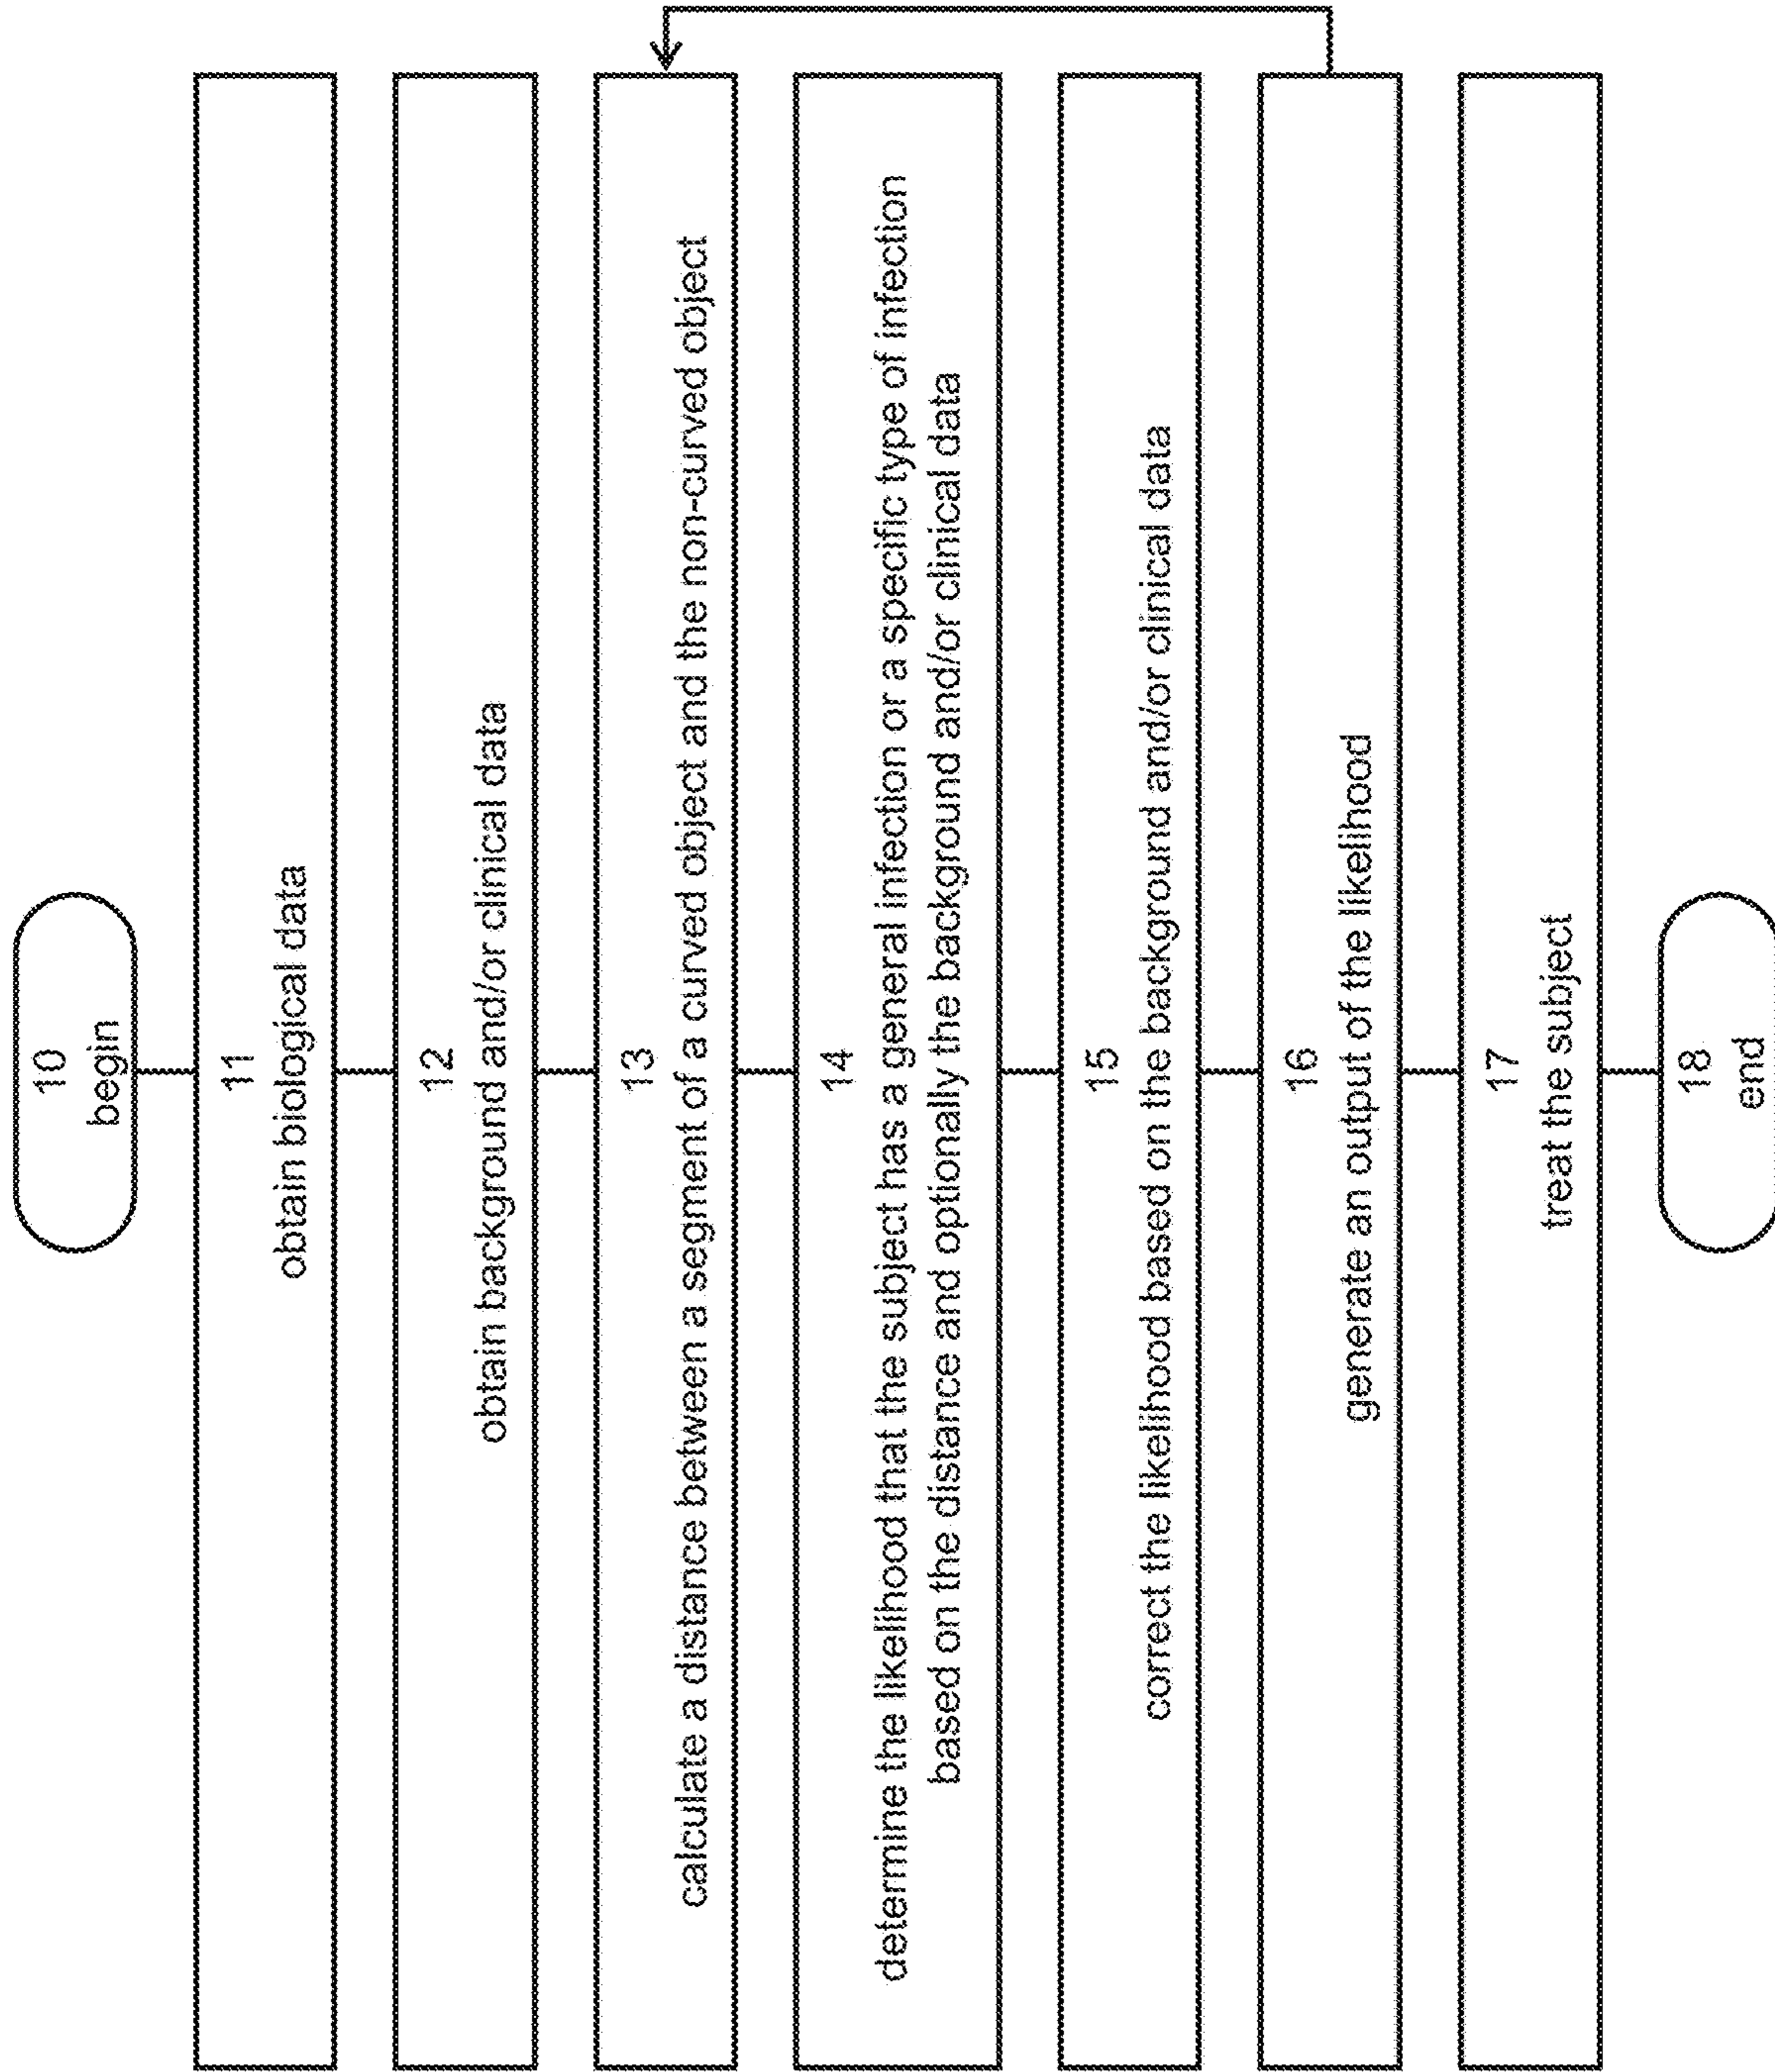 10
begin
11
obtain biological data
12
obtain background and/or clinical data
13
calculate a distance between a segment of a curved object and the non-curved object
14
determine the likelihood that the subject has a general infection or a specific type of infection
based on the distance and optionally the background and/or clinical data
15
correct the likelihood based on the background and/or clinical data
16
generate an output of the likelihood
17
treat the subject
18
end